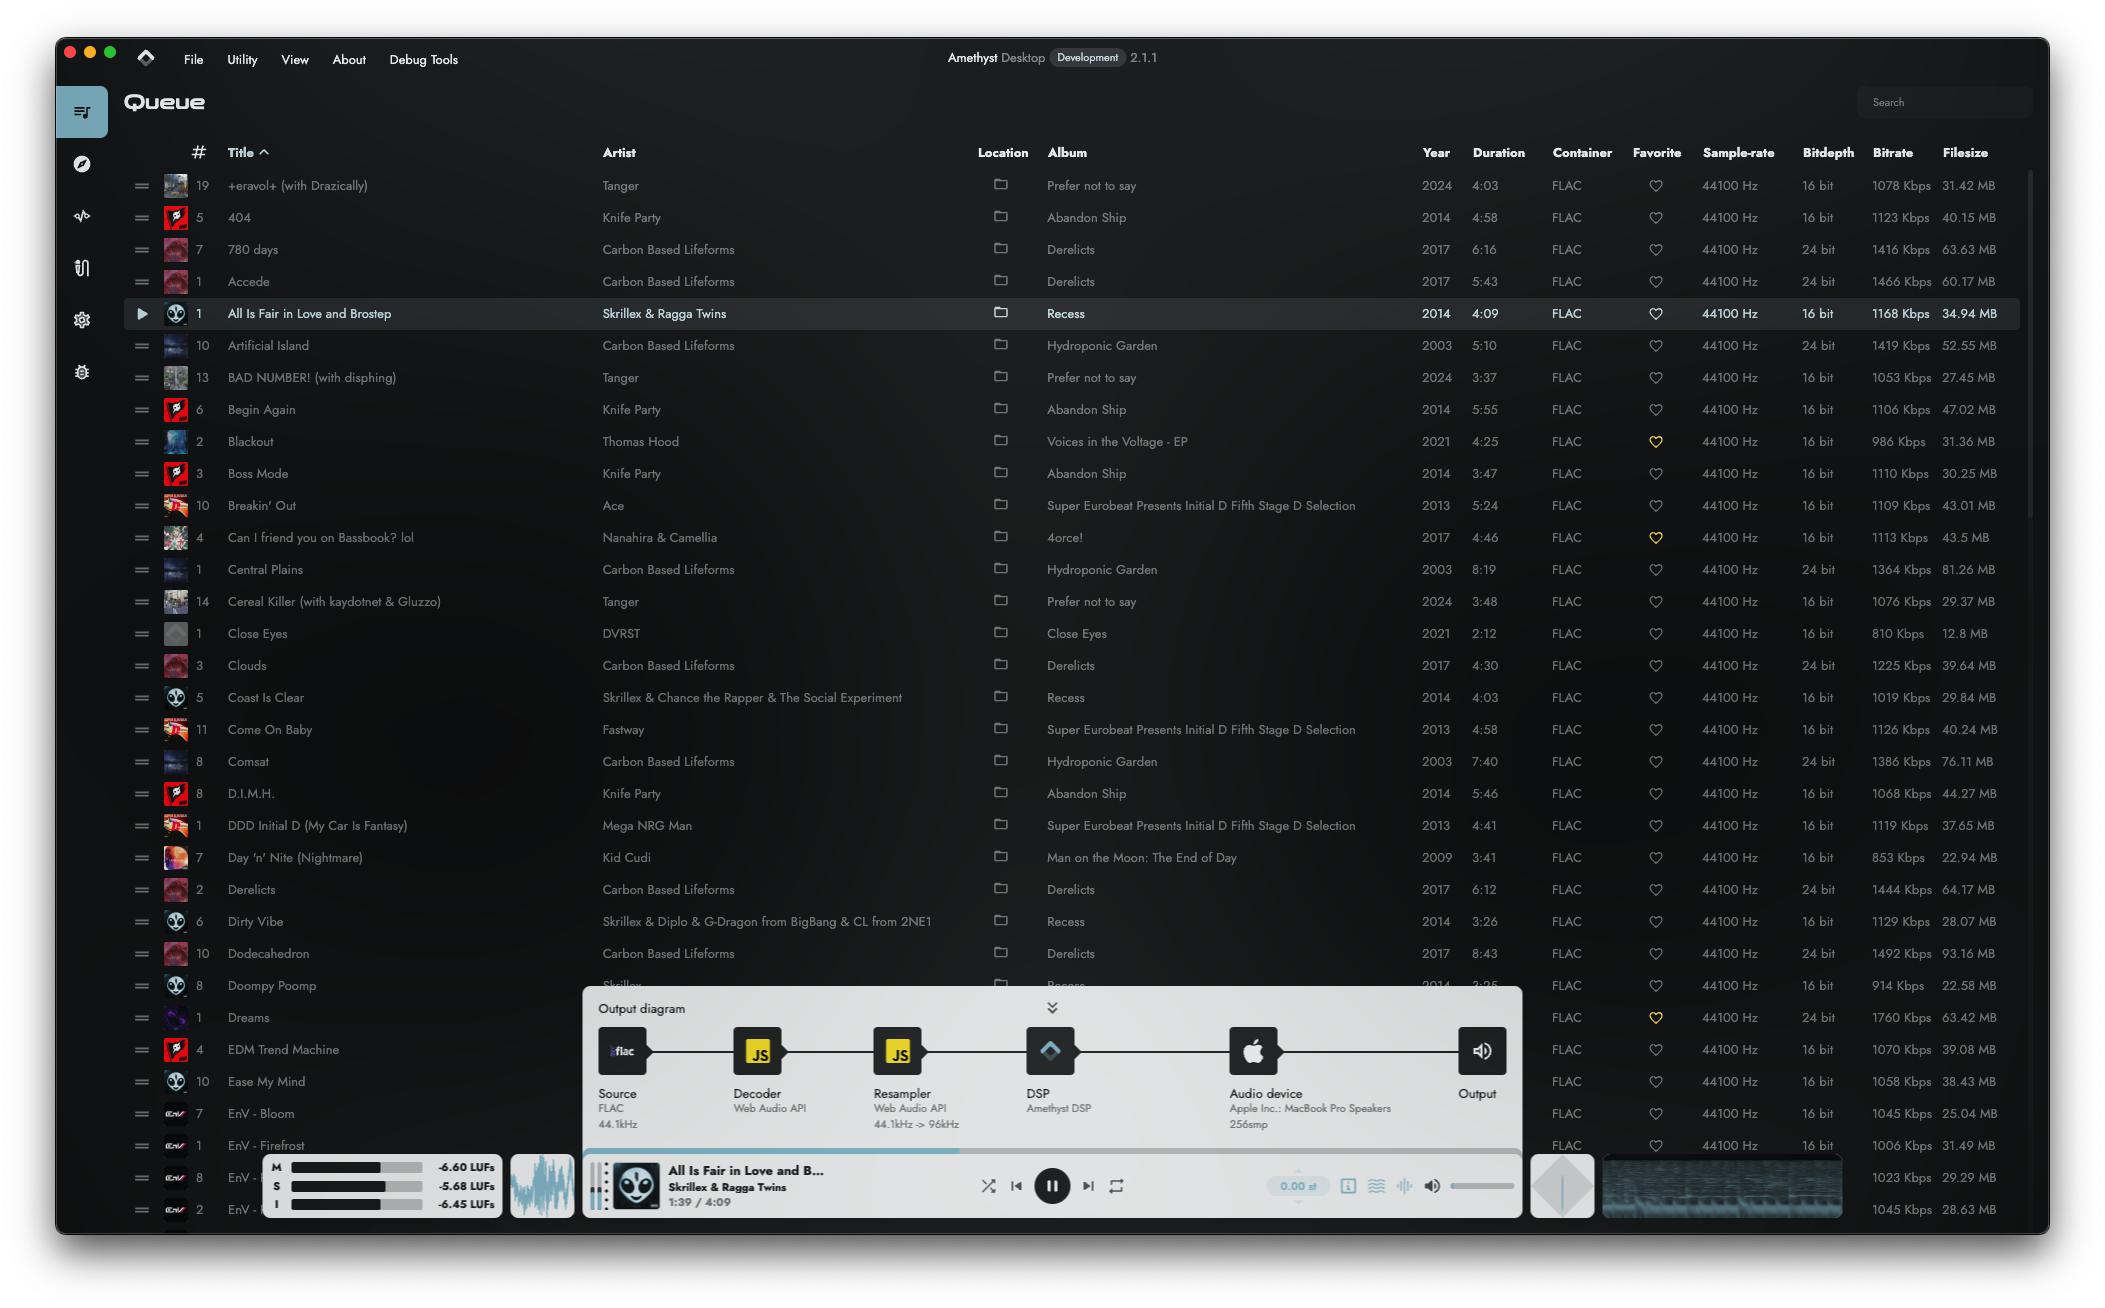 File Utility View About Debug Tools Amethyst Desktop Development 2.1.1
Queue Search
# Title Artist Location Album Year Duration Container Favorite Sample-rate Bitdepth Bitrate Filesize
19 +eravol+ (with Drazically) Tanger Prefer not to say 2024 4:03 FLAC 44100 Hz 16 bit 1078 Kbps 31.42 MB
5 404 Knife Party Abandon Ship 2014 4:58 FLAC 44100 Hz 16 bit 1123 Kbps 40.15 MB
7 780 days Carbon Based Lifeforms Derelicts 2017 6:16 FLAC 44100 Hz 24 bit 1416 Kbps 63.63 MB
1 Accede Carbon Based Lifeforms Derelicts 2017 5:43 FLAC 44100 Hz 24 bit 1466 Kbps 60.17 MB
1 All Is Fair in Love and Brostep Skrillex & Ragga Twins Recess 2014 4:09 FLAC 44100 Hz 16 bit 1168 Kbps 34.94 MB
10 Artificial Island Carbon Based Lifeforms Hydroponic Garden 2003 5:10 FLAC 44100 Hz 24 bit 1419 Kbps 52.55 MB
13 BAD NUMBER! (with disphing) Tanger Prefer not to say 2024 3:37 FLAC 44100 Hz 16 bit 1053 Kbps 27.45 MB
6 Begin Again Knife Party Abandon Ship 2014 5:55 FLAC 44100 Hz 16 bit 1106 Kbps 47.02 MB
2 Blackout Thomas Hood Voices in the Voltage - EP 2021 4:25 FLAC 44100 Hz 16 bit 986 Kbps 31.36 MB
3 Boss Mode Knife Party Abandon Ship 2014 3:47 FLAC 44100 Hz 16 bit 1110 Kbps 30.25 MB
10 Breakin' Out Ace Super Eurobeat Presents Initial D Fifth Stage D Selection 2013 5:24 FLAC 44100 Hz 16 bit 1109 Kbps 43.01 MB
4 Can I friend you on Bassbook? lol Nanahira & Camellia 4orce! 2017 4:46 FLAC 44100 Hz 16 bit 1113 Kbps 43.5 MB
1 Central Plains Carbon Based Lifeforms Hydroponic Garden 2003 8:19 FLAC 44100 Hz 24 bit 1364 Kbps 81.26 MB
14 Cereal Killer (with kaydotnet & Gluzzo) Tanger Prefer not to say 2024 3:48 FLAC 44100 Hz 16 bit 1076 Kbps 29.37 MB
1 Close Eyes DVRST Close Eyes 2021 2:12 FLAC 44100 Hz 16 bit 810 Kbps 12.8 MB
3 Clouds Carbon Based Lifeforms Derelicts 2017 4:30 FLAC 44100 Hz 24 bit 1225 Kbps 39.64 MB
5 Coast Is Clear Skrillex & Chance the Rapper & The Social Experiment Recess 2014 4:03 FLAC 44100 Hz 16 bit 1019 Kbps 29.84 MB
11 Come On Baby Fastway Super Eurobeat Presents Initial D Fifth Stage D Selection 2013 4:58 FLAC 44100 Hz 16 bit 1126 Kbps 40.24 MB
8 Comsat Carbon Based Lifeforms Hydroponic Garden 2003 7:40 FLAC 44100 Hz 24 bit 1386 Kbps 76.11 MB
8 D.I.M.H. Knife Party Abandon Ship 2014 5:46 FLAC 44100 Hz 16 bit 1068 Kbps 44.27 MB
1 DDD Initial D (My Car Is Fantasy) Mega NRG Man Super Eurobeat Presents Initial D Fifth Stage D Selection 2013 4:41 FLAC 44100 Hz 16 bit 1119 Kbps 37.65 MB
7 Day 'n' Nite (Nightmare) Kid Cudi Man on the Moon: The End of Day 2009 3:41 FLAC 44100 Hz 16 bit 853 Kbps 22.94 MB
2 Derelicts Carbon Based Lifeforms Derelicts 2017 6:12 FLAC 44100 Hz 24 bit 1444 Kbps 64.17 MB
6 Dirty Vibe Skrillex & Diplo & G-Dragon from BigBang & CL from 2NE1 Recess 2014 3:26 FLAC 44100 Hz 16 bit 1129 Kbps 28.07 MB
10 Dodecahedron Carbon Based Lifeforms Derelicts 2017 8:43 FLAC 44100 Hz 24 bit 1492 Kbps 93.16 MB
8 Doompy Poomp Skrillex Recess 2014 3:25 FLAC 44100 Hz 16 bit 914 Kbps 22.58 MB
1 Dreams FLAC 44100 Hz 24 bit 1760 Kbps 63.42 MB
4 EDM Trend Machine FLAC 44100 Hz 16 bit 1070 Kbps 39.08 MB
10 Ease My Mind FLAC 44100 Hz 16 bit 1058 Kbps 38.43 MB
7 EnV - Bloom FLAC 44100 Hz 16 bit 1045 Kbps 25.04 MB
1 EnV - Firefrost FLAC 44100 Hz 16 bit 1006 Kbps 31.49 MB
8 EnV - 1023 Kbps 29.29 MB
2 EnV - 1045 Kbps 28.63 MB
Output diagram
flac JS JS
Source Decoder Resampler DSP Audio device Output
FLAC Web Audio API Web Audio API Amethyst DSP Apple Inc.: MacBook Pro Speakers
44.1kHz 44.1kHz -> 96kHz 256smp
M -6.60 LUFs
S -5.68 LUFs
I -6.45 LUFs
All Is Fair in Love and B...
Skrillex & Ragga Twins
1:39 / 4:09
0.00 st